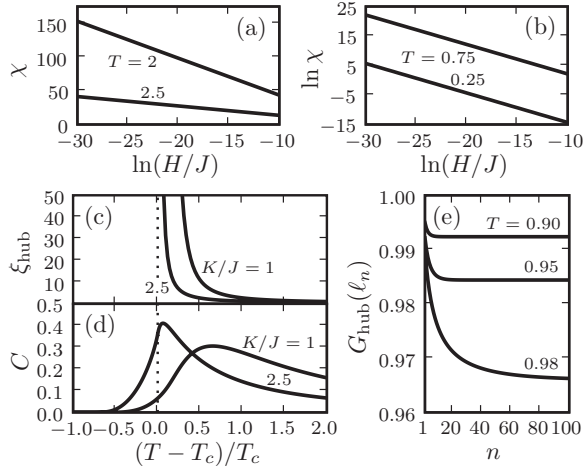 150
100
50
0
χ
(a)
T = 2
2.5
−30 −25 −20 −15 −10
ln(H/J)
25
15
5
−5
−15
ln χ
(b)
T = 0.75
0.25
−30 −25 −20 −15 −10
ln(H/J)
50
40
30
20
10
ξhub
(c)
K/J = 1
2.5
0.5
0.4
0.3
0.2
0.1
0.0
C
(d)
K/J = 1
2.5
−1.0 −0.5 0.0 0.5 1.0 1.5 2.0
(T − Tc)/Tc
1.00
0.99
0.98
0.97
0.96
Ghub(ℓn)
(e)
T = 0.90
0.95
0.98
1 20 40 60 80 100
n